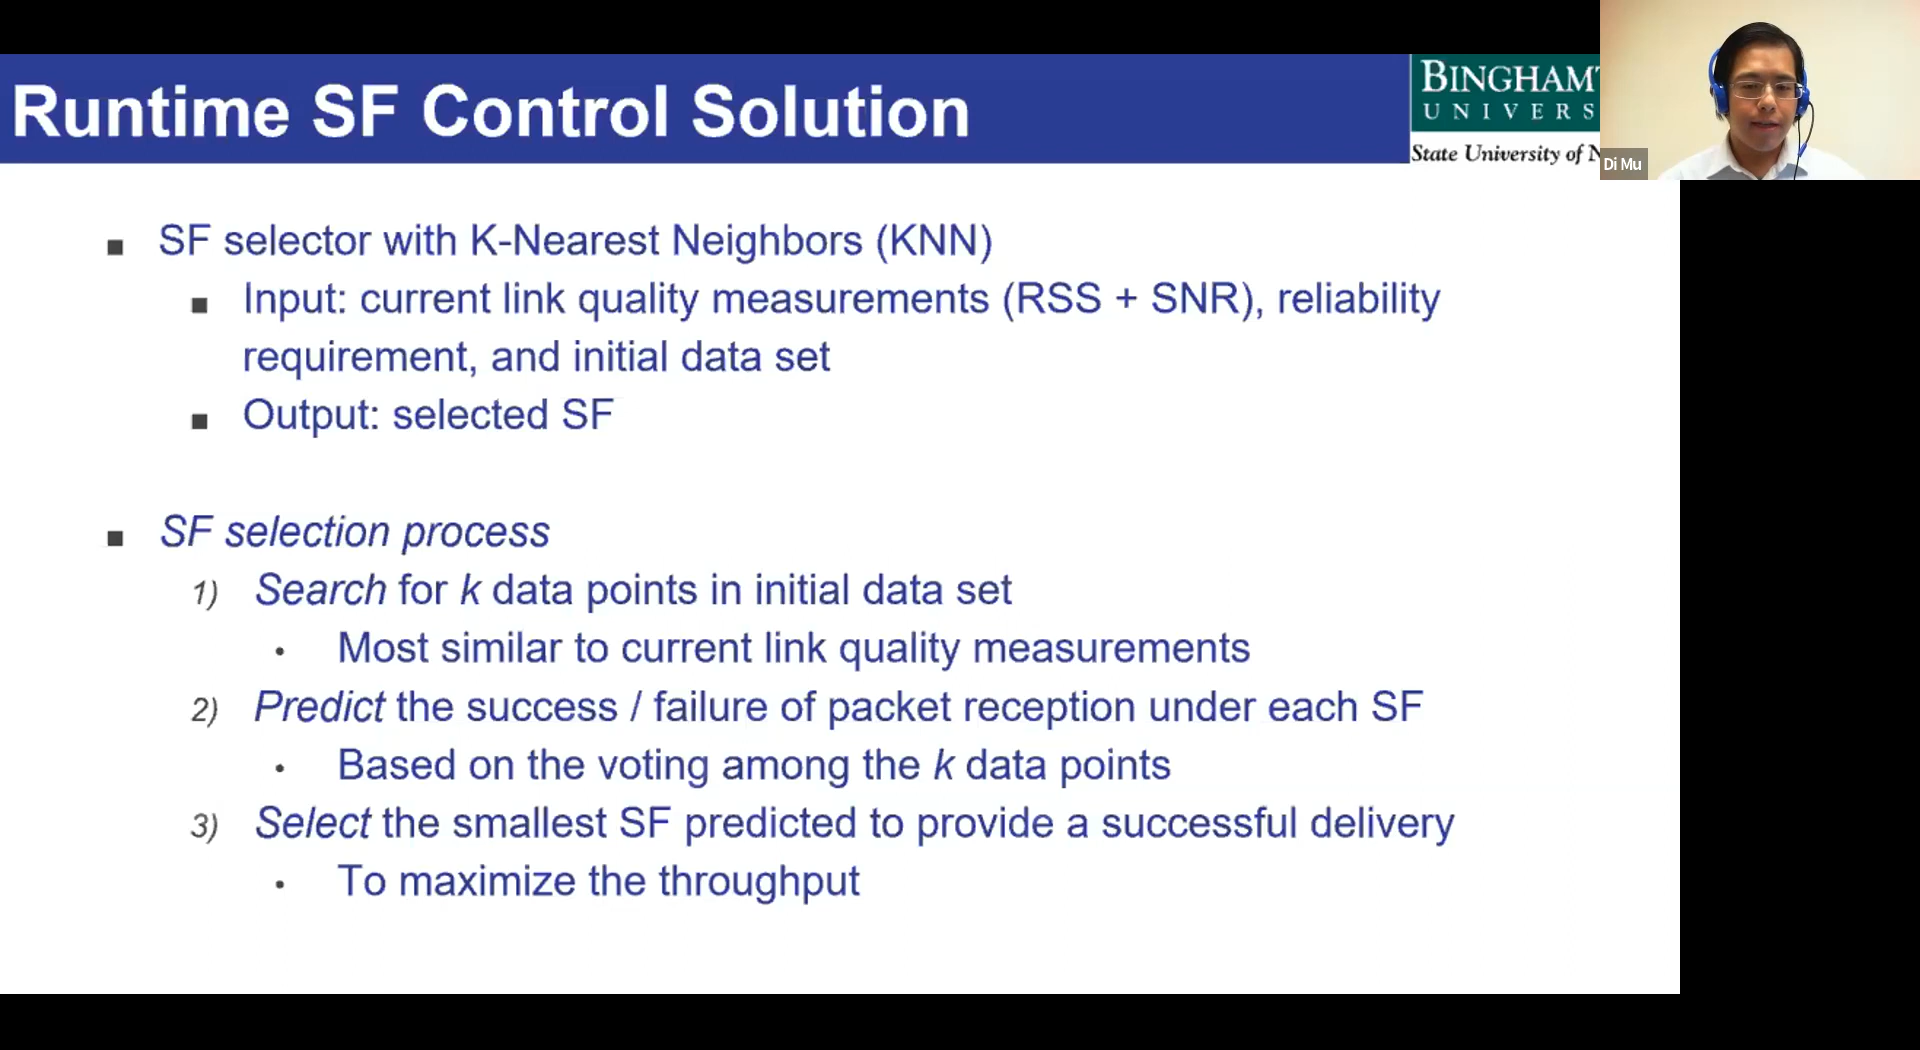 Runtime SF Control Solution
BINGHAM
UNIVERS
State University of N
Di Mu
SF selector with K-Nearest Neighbors (KNN)
Input: current link quality measurements (RSS + SNR), reliability
requirement, and initial data set
Output: selected SF
SF selection process
1) Search for k data points in initial data set
• Most similar to current link quality measurements
2) Predict the success / failure of packet reception under each SF
• Based on the voting among the k data points
3) Select the smallest SF predicted to provide a successful delivery
• To maximize the throughput